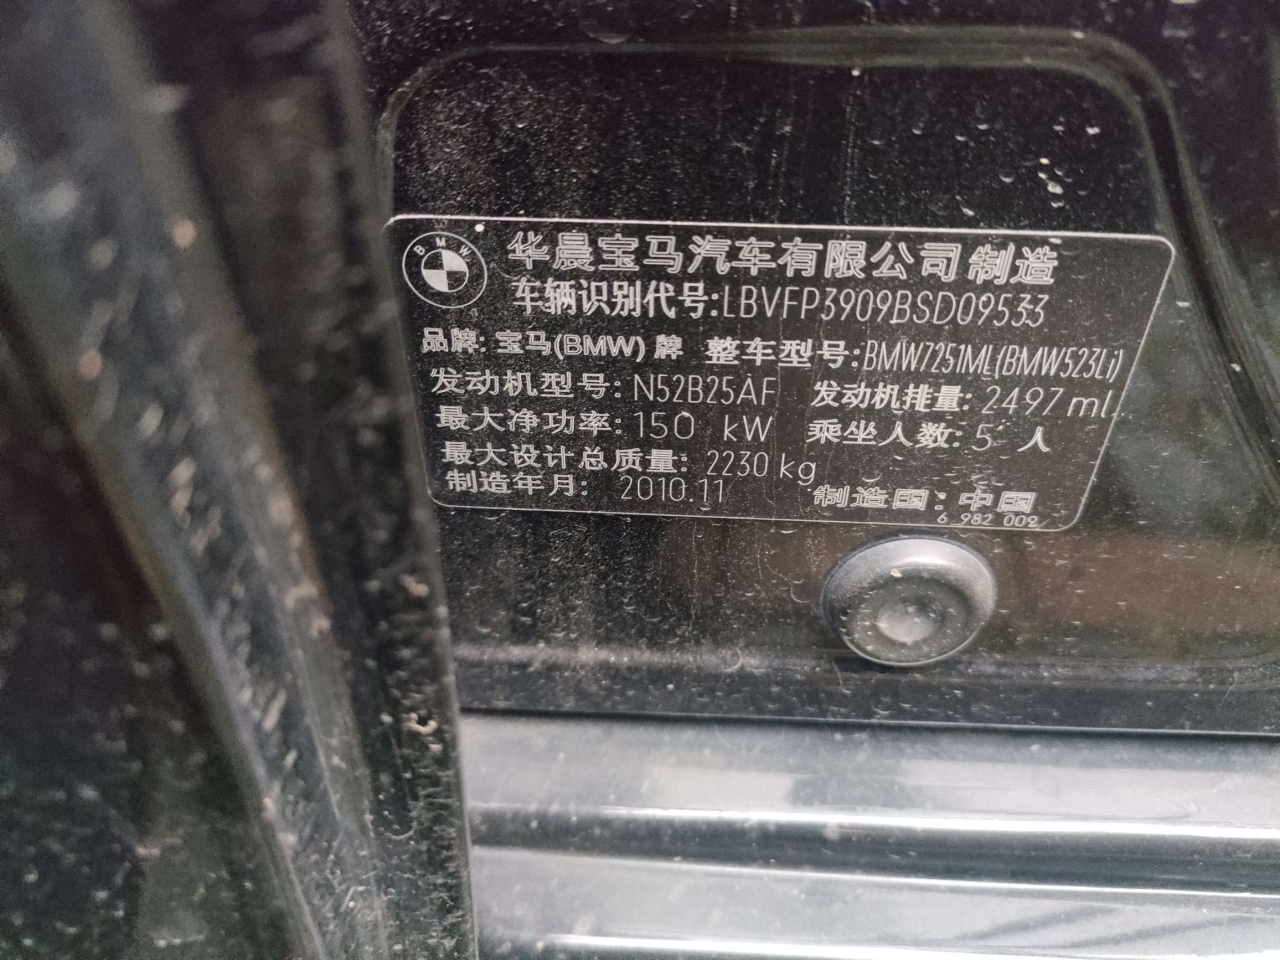 BMW
华晨宝马汽车有限公司制造
车辆识别代号:LBVFP3909BSD09533
品牌: 宝马(BMW) 牌 整车型号:BMW7251ML(BMW523Li)
发动机型号: N52B25AF 发动机排量: 2497 ml
最大净功率: 150 kW 乘坐人数: 5 人
最大设计总质量: 2230 kg
制造年月: 2010.11 制造国: 中国
6 982 009